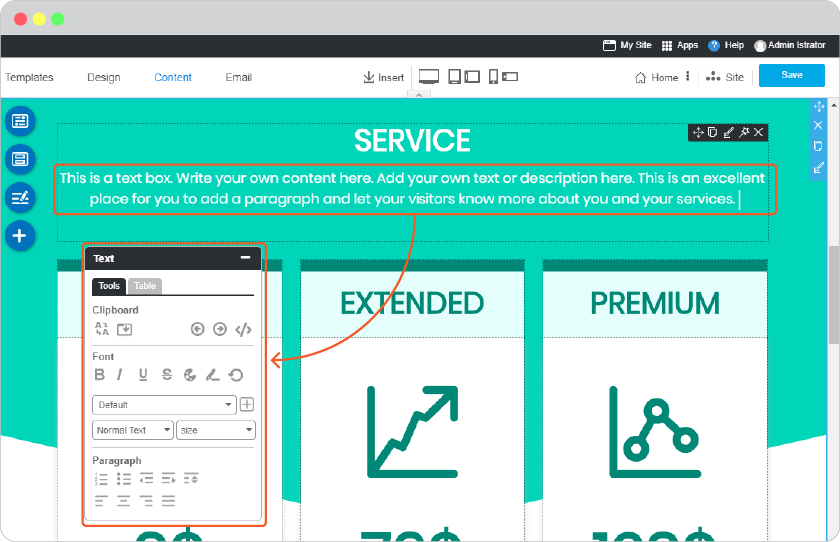 My Site Apps ? Help Admin Istrator
Templates Design Content Email Insert Home Site Save
SERVICE
This is a text box. Write your own content here. Add your own text or description here. This is an excellent
place for you to add a paragraph and let your visitors know more about you and your services.
Text
Tools Table
Clipboard
Font
B I U S
Default
Normal Text size
Paragraph
EXTENDED
PREMIUM